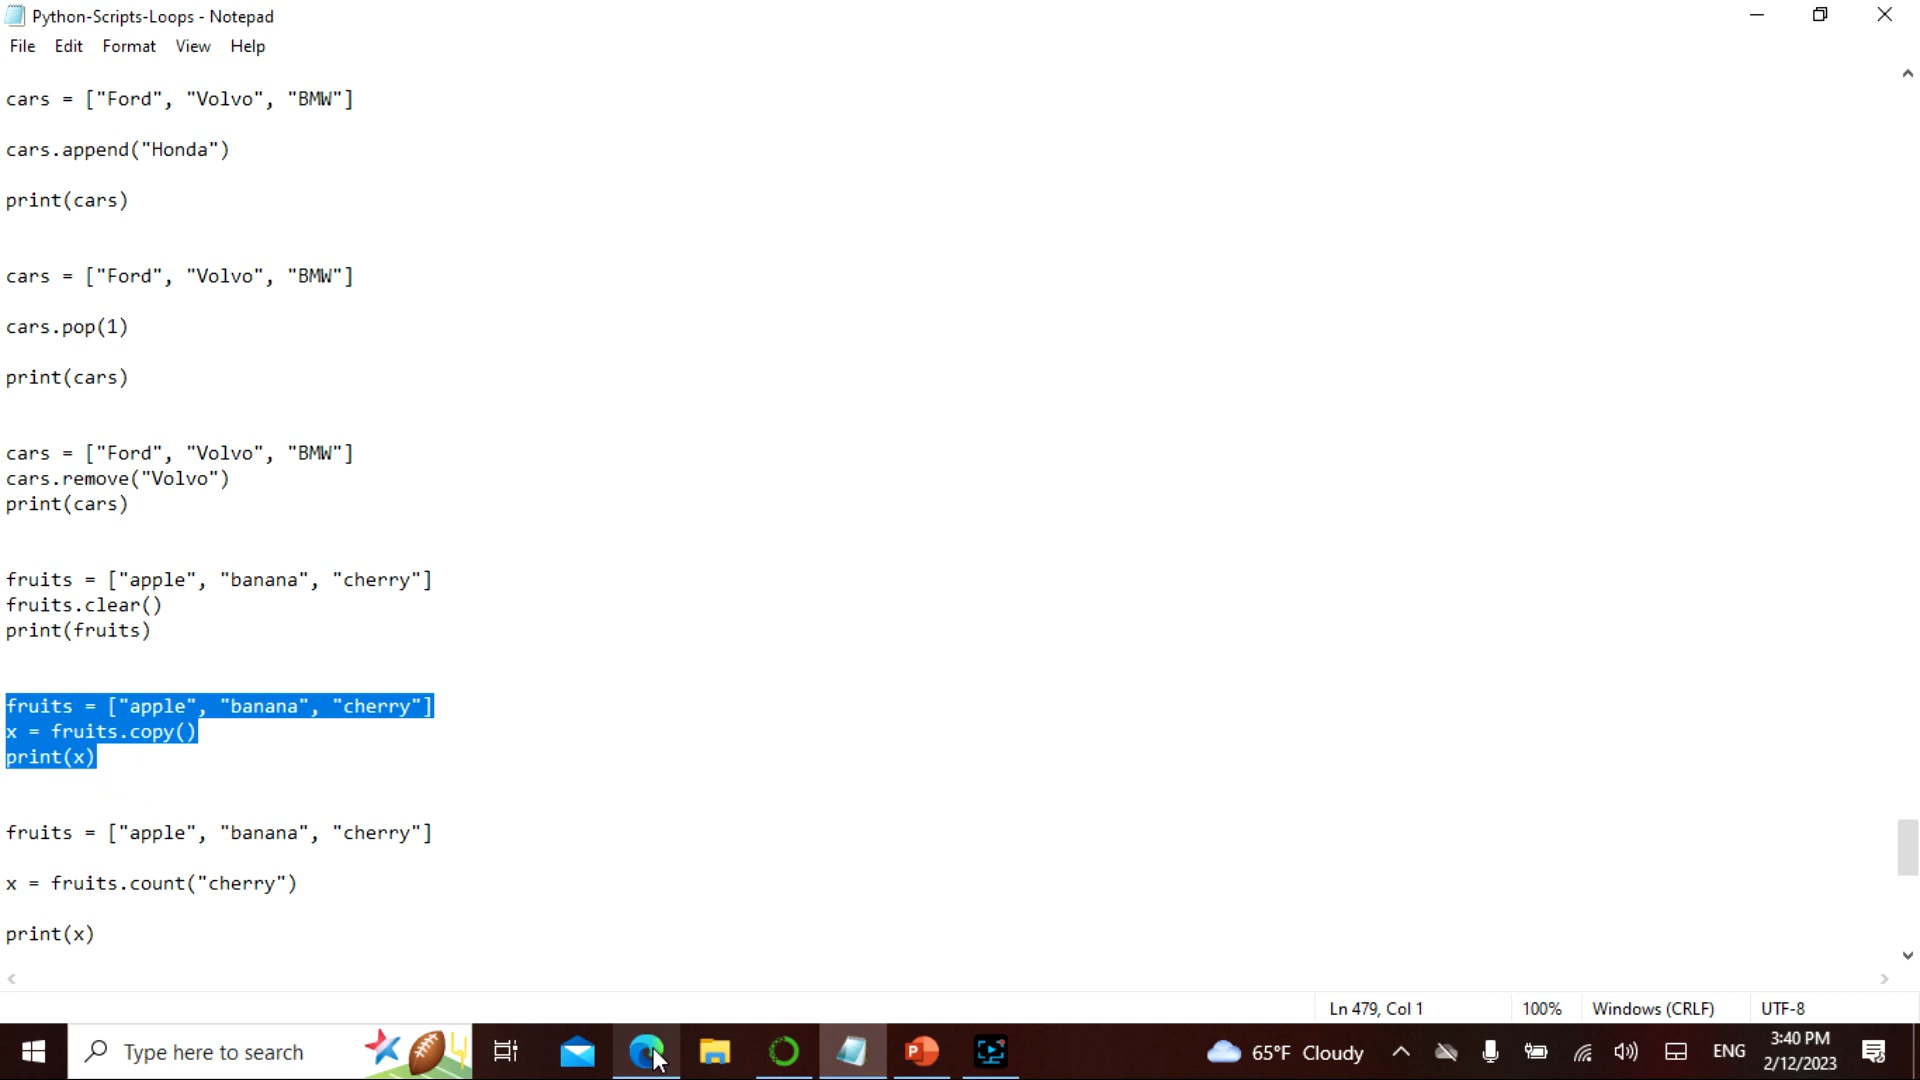 Python-Scripts-Loops - Notepad
File Edit Format View Help
cars = ["Ford", "Volvo", "BMW"]
cars.append("Honda")
print(cars)
cars = ["Ford", "Volvo", "BMW"]
cars.pop(1)
print(cars)
cars = ["Ford", "Volvo", "BMW"]
cars.remove("Volvo")
print(cars)
fruits = ["apple", "banana", "cherry"]
fruits.clear()
print(fruits)
fruits = ["apple", "banana", "cherry"]
x = fruits.copy()
print(x)
fruits = ["apple", "banana", "cherry"]
x = fruits.count("cherry")
print(x)
Ln 479, Col 1 100% Windows (CRLF) UTF-8
Type here to search
65°F Cloudy
ENG
3:40 PM
2/12/2023